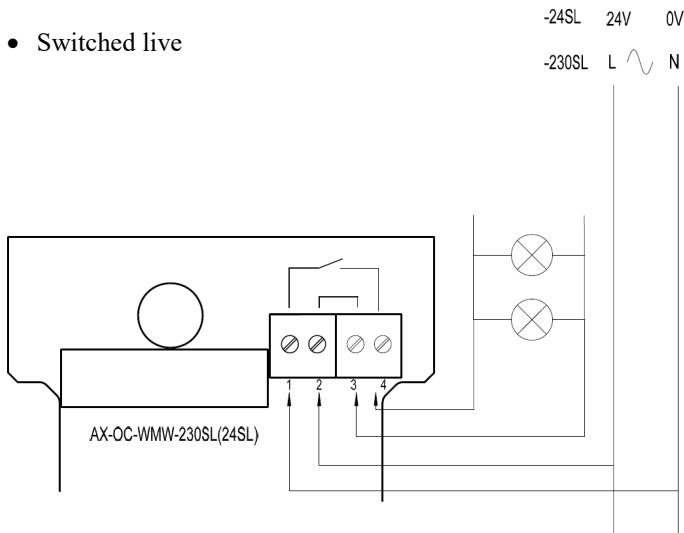 -24SL 24V 0V
• Switched live
-230SL L N
1 2 3 4
AX-OC-WMW-230SL(24SL)